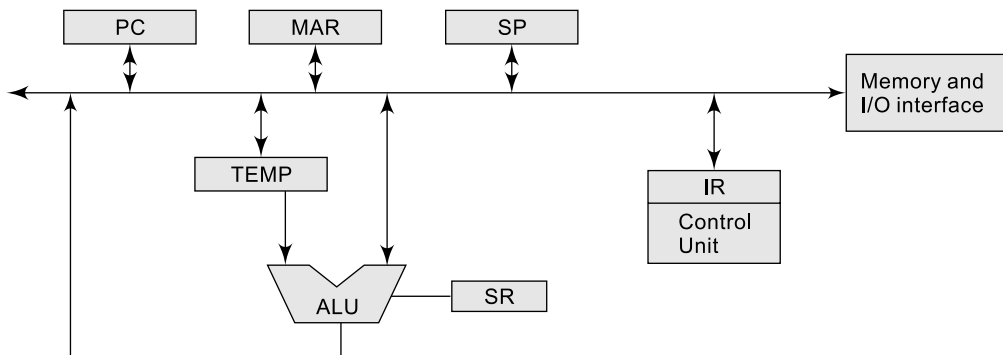 PC
MAR
SP
Memory and
I/O interface
TEMP
IR
Control
Unit
ALU
SR